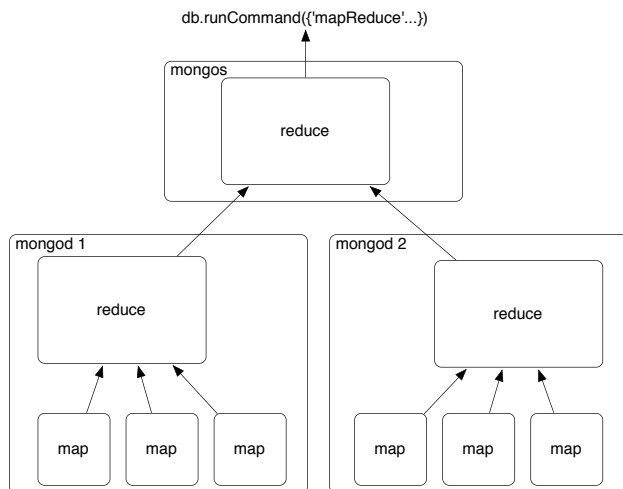 db.runCommand({'mapReduce'...})
mongos
reduce
mongod 1
reduce
map
map
map
mongod 2
reduce
map
map
map